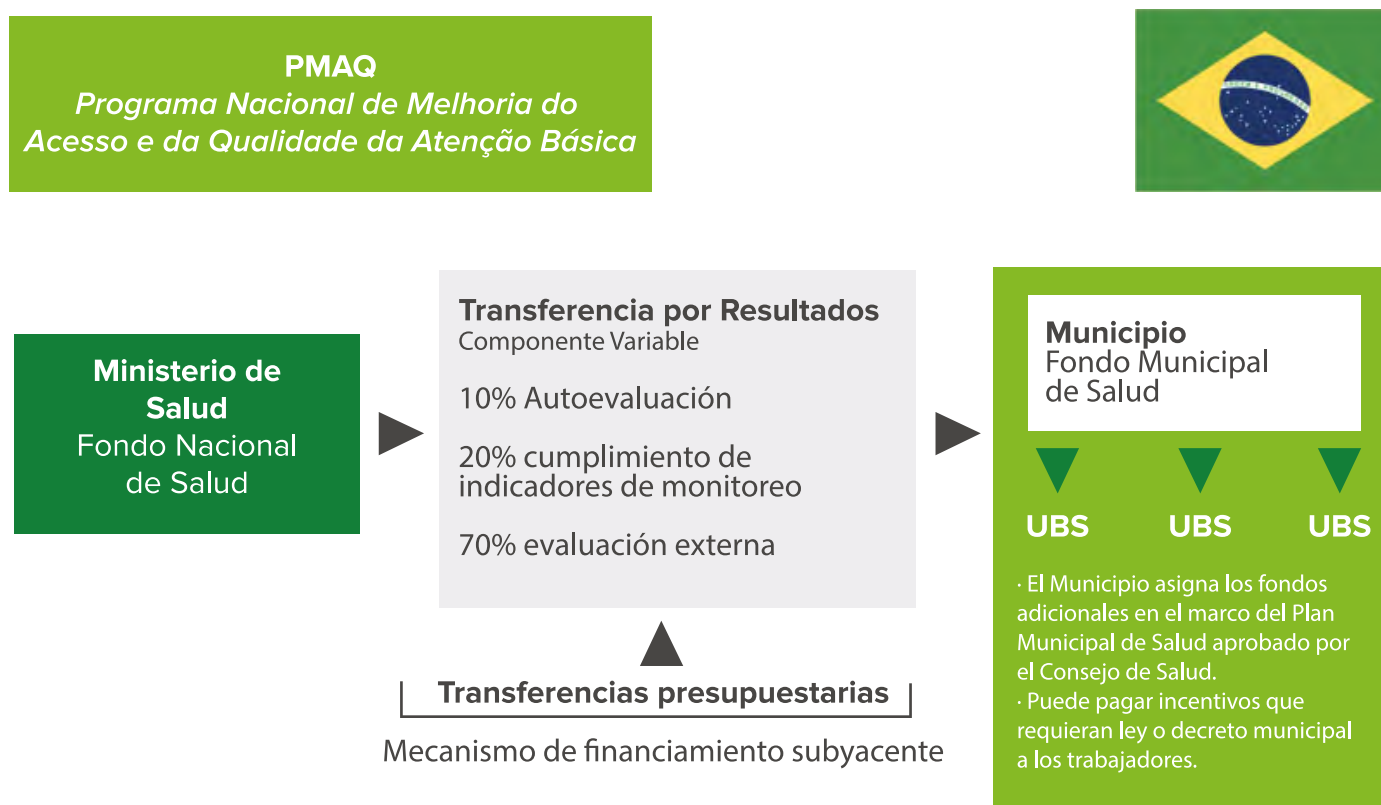 PMAQ
Programa Nacional de Melhoria do
Acesso e da Qualidade da Atenção Básica
Ministerio de
Salud
Fondo Nacional
de Salud
Transferencia por Resultados
Componente Variable
10% Autoevaluación
20% cumplimiento de
indicadores de monitoreo
70% evaluación externa
Transferencias presupuestarias
Mecanismo de financiamiento subyacente
Municipio
Fondo Municipal
de Salud
UBS UBS UBS
· El Municipio asigna los fondos
adicionales en el marco del Plan
Municipal de Salud aprobado por
el Consejo de Salud.
· Puede pagar incentivos que
requieran ley o decreto municipal
a los trabajadores.